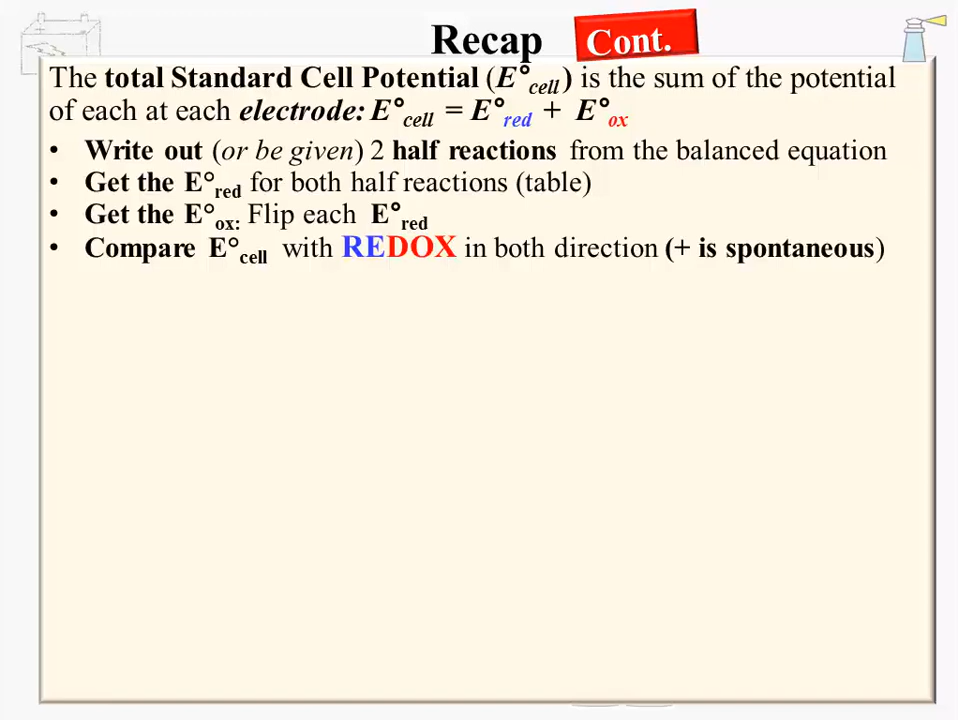 Recap Cont.
The total Standard Cell Potential (E°cell) is the sum of the potential
of each at each electrode: E°cell = E°red + E°ox
• Write out (or be given) 2 half reactions from the balanced equation
• Get the E°red for both half reactions (table)
• Get the E°ox: Flip each E°red
• Compare E°cell with REDOX in both direction (+ is spontaneous)